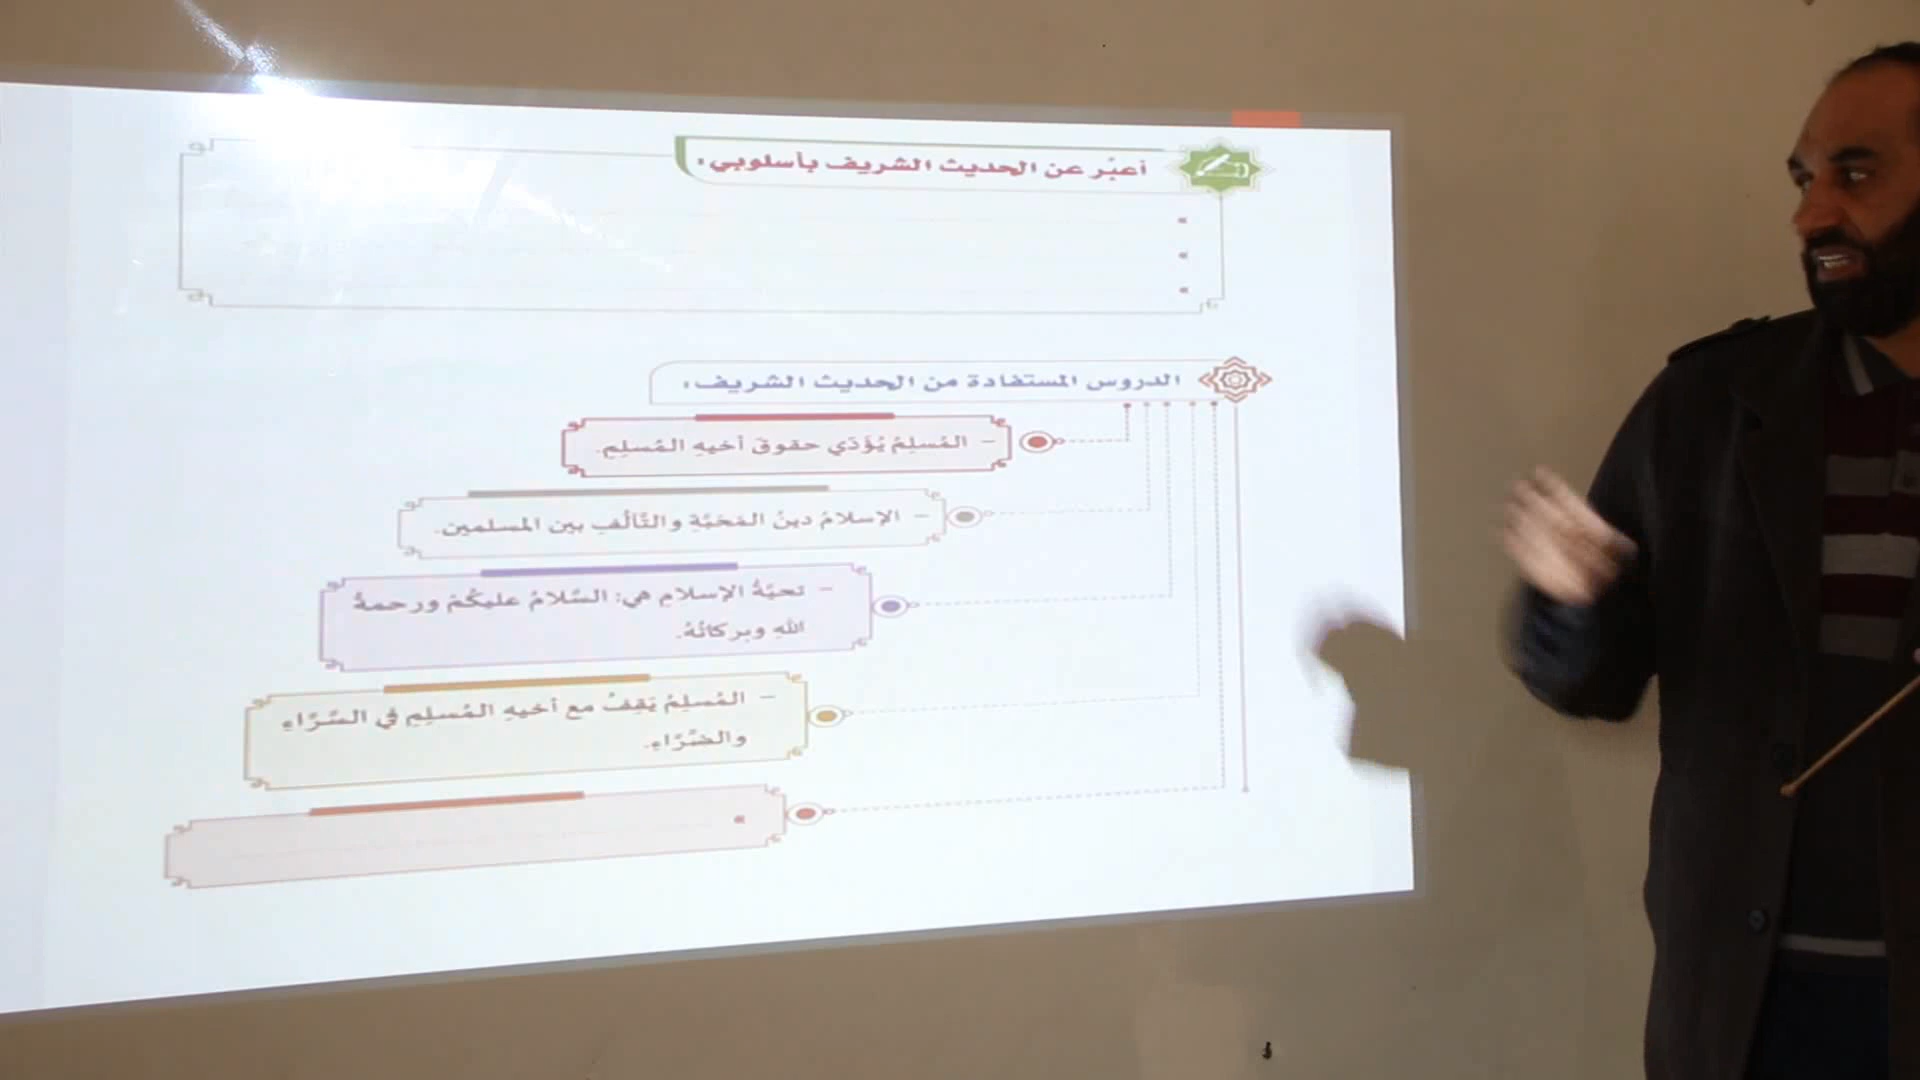 أعبّر عن الحديث الشريف بأسلوبي:
الدروس المستفادة من الحديث الشريف:
- المُسلِمُ يُؤَدّي حقوقَ أخيهِ المُسلِمِ.
- الإسلامُ دينُ المَحَبَّةِ والتَّآلُفِ بين المسلمين.
- تحيَّةُ الإسلامِ هي: السَّلامُ عليكُمْ ورحمةُ
اللهِ وبركاتُهُ.
- المُسلِمُ يَقِفُ مع أخيهِ المُسلِمِ في السَّرَّاءِ
والضَّرَّاءِ.